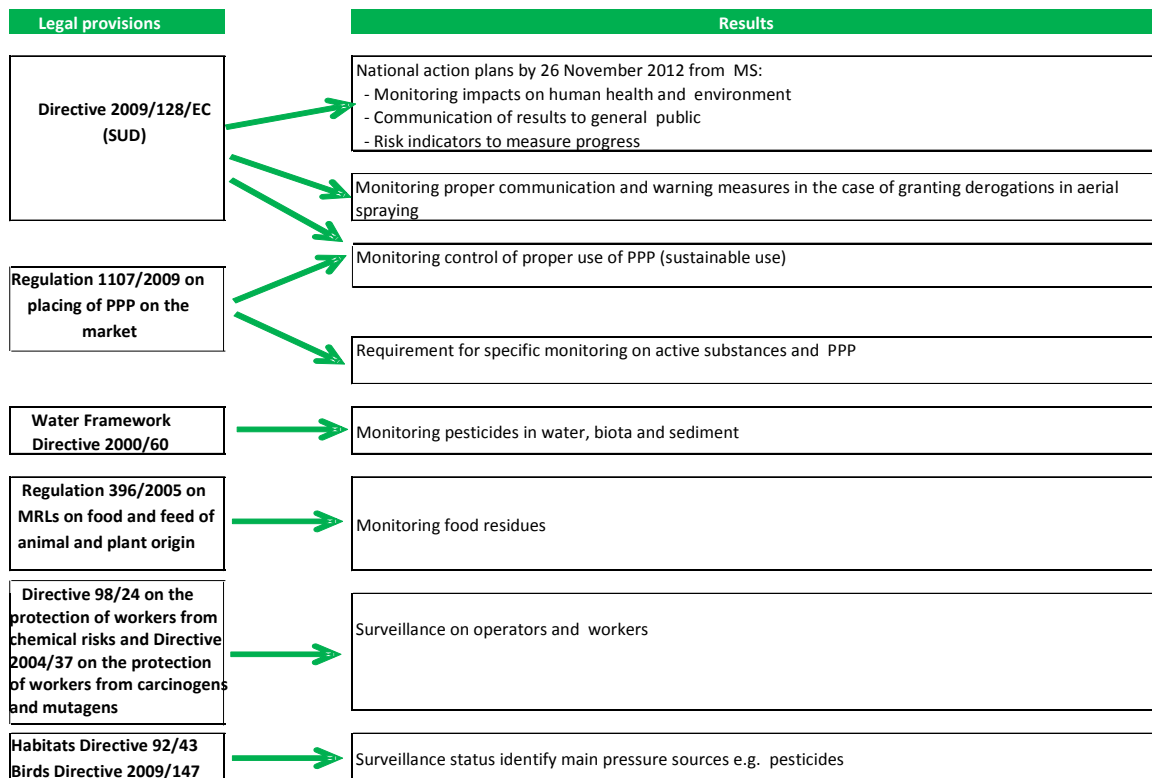 Legal provisions
Results
Directive 2009/128/EC
(SUD)
National action plans by 26 November 2012 from MS:
- Monitoring impacts on human health and environment
- Communication of results to general public
- Risk indicators to measure progress
Monitoring proper communication and warning measures in the case of granting derogations in aerial
spraying
Monitoring control of proper use of PPP (sustainable use)
Regulation 1107/2009 on
placing of PPP on the
market
Requirement for specific monitoring on active substances and PPP
Water Framework
Directive 2000/60
Monitoring pesticides in water, biota and sediment
Regulation 396/2005 on
MRLs on food and feed of
animal and plant origin
Monitoring food residues
Directive 98/24 on the
protection of workers from
chemical risks and Directive
2004/37 on the protection
of workers from carcinogens
and mutagens
Surveillance on operators and workers
Habitats Directive 92/43
Birds Directive 2009/147
Surveillance status identify main pressure sources e.g. pesticides